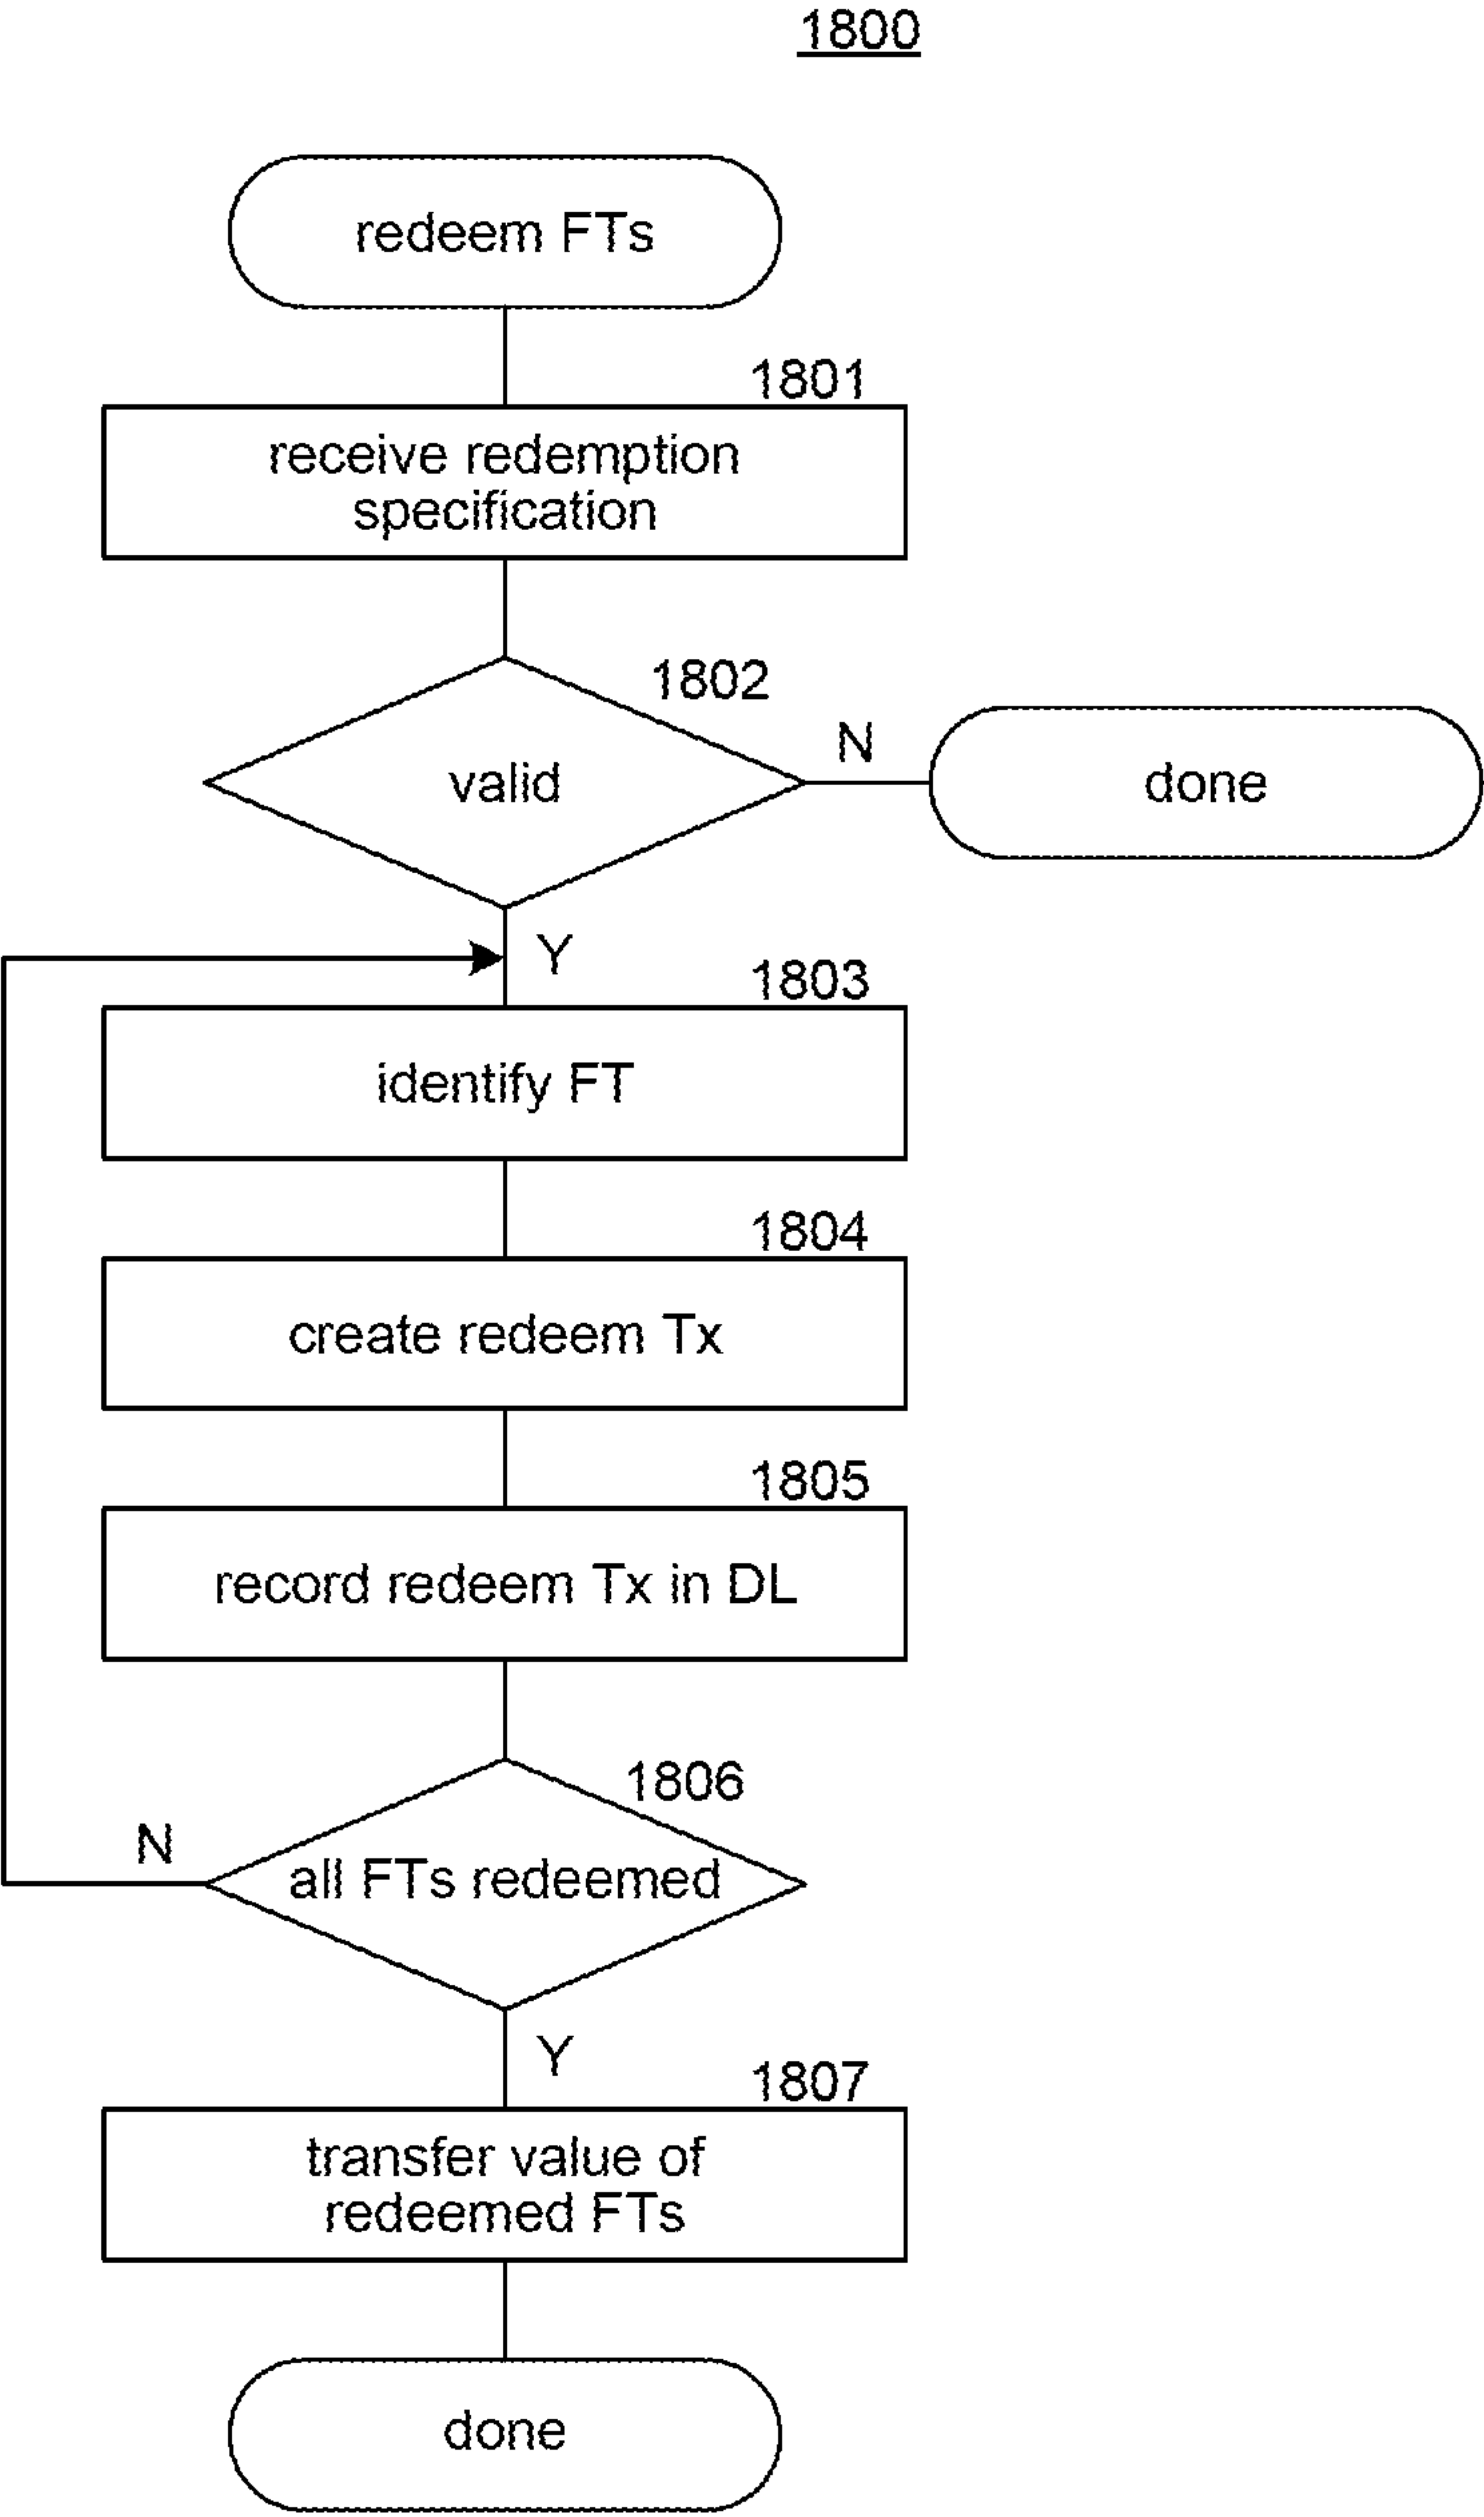 1800
redeem FTs
1801
receive redemption
specification
1802
valid
N
done
Y
1803
identify FT
1804
create redeem Tx
1805
record redeem Tx in DL
1806
N
all FTs redeemed
Y
1807
transfer value of
redeemed FTs
done